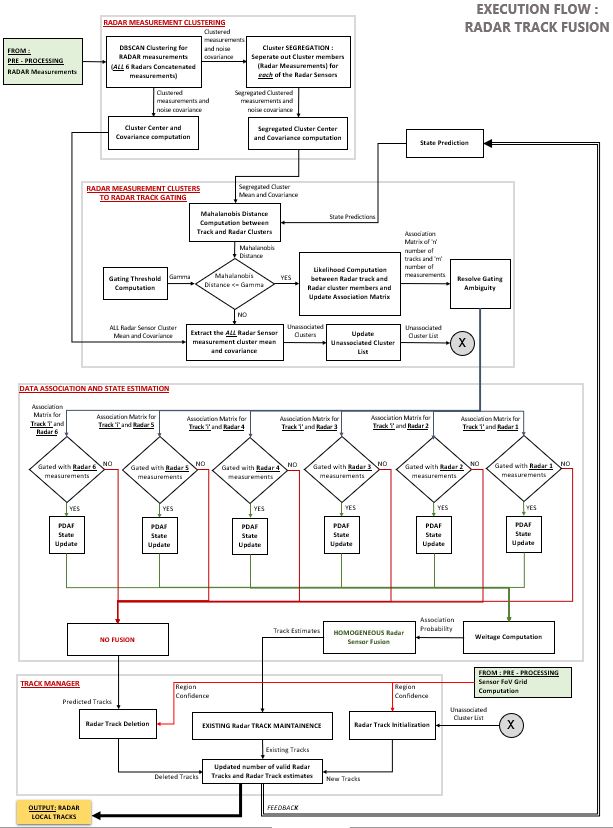 EXECUTION FLOW :
RADAR TRACK FUSION
RADAR MEASUREMENT CLUSTERING
FROM :
PRE - PROCESSING
RADAR Measurements
DBSCAN Clustering for
RADAR measurements
(ALL 6 Radars Concatenated
measurements)
Clustered
measurements
and noise
covariance
Cluster SEGREGATION :
Seperate out Cluster members
(Radar Measurements) for
each of the Radar Sensors
Clustered
measurements and
noise covariance
Segregated Clustered
measurements and
noise covariance
Cluster Center and
Covariance computation
Segregated Cluster Center
and Covariance computation
State Prediction
RADAR MEASUREMENT CLUSTERS
TO RADAR TRACK GATING
Segregated Cluster
Mean and Covariance
Mahalanobis Distance
Computation between
Track and Radar Clusters
State Predictions
Mahalanobis
Distance
Gating Threshold
Computation
Gamma
Mahalanobis
Distance <= Gamma
YES
Likelihood Computation
between Radar track and
Radar cluster members and
Update Association Matrix
Association
Matrix of 'n'
number of
tracks and 'm'
number of
measurements
Resolve Gating
Ambiguity
NO
ALL Radar Sensor Cluster
Mean and Covariance
Extract the ALL Radar Sensor
measurement cluster mean
and covariance
Unassociated
Clusters
Update
Unassociated Cluster
List
Unassociated
Cluster List
X
DATA ASSOCIATION AND STATE ESTIMATION
Association
Matrix for
Track 'i' and
Radar 6
Association Matrix for
Track 'i' and Radar 5
Association Matrix for
Track 'i' and Radar 4
Association Matrix for
Track 'i' and Radar 3
Association Matrix for
Track 'i' and Radar 2
Association Matrix for
Track 'i' and Radar 1
Gated with Radar 6
measurements
NO
Gated with Radar 5
measurements
NO
Gated with Radar 4
measurements
NO
Gated with Radar 3
measurements
NO
Gated with Radar 2
measurements
NO
Gated with Radar 1
measurements
NO
YES
YES
YES
YES
YES
YES
PDAF
State
Update
PDAF
State
Update
PDAF
State
Update
PDAF
State
Update
PDAF
State
Update
PDAF
State
Update
NO FUSION
Track Estimates
HOMOGENEOUS Radar
Sensor Fusion
Association
Probability
Weitage Computation
TRACK MANAGER
FROM : PRE - PROCESSING
Sensor FoV Grid
Computation
Region
Confidence
Region
Confidence
Predicted Tracks
Radar Track Deletion
EXISTING Radar TRACK MAINTAINENCE
Radar Track Initialization
Unassociated
Cluster List
X
Existing Tracks
Deleted Tracks
Updated number of valid Radar
Tracks and Radar Track estimates
New Tracks
OUTPUT: RADAR
LOCAL TRACKS
FEEDBACK